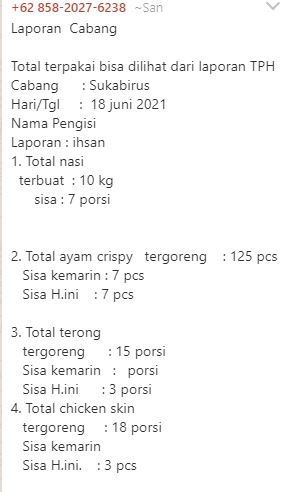 +62 858-2027-6238 ~San
Laporan Cabang
Total terpakai bisa dilihat dari laporan TPH
Cabang : Sukabirus
Hari/Tgl : 18 juni 2021
Nama Pengisi
Laporan : ihsan
1. Total nasi
terbuat : 10 kg
sisa : 7 porsi
2. Total ayam crispy tergoreng : 125 pcs
Sisa kemarin : 7 pcs
Sisa H.ini : 7 pcs
3. Total terong
tergoreng : 15 porsi
Sisa kemarin : porsi
Sisa H.ini : 3 porsi
4. Total chicken skin
tergoreng : 18 porsi
Sisa kemarin
Sisa H.ini. : 3 pcs